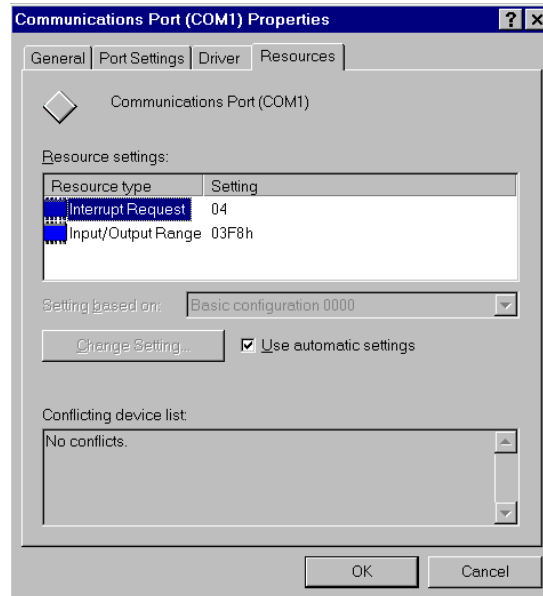 Communications Port (COM1) Properties ? ×
General Port Settings Driver Resources
Communications Port (COM1)
Resource settings:
Resource type Setting
Interrupt Request 04
Input/Output Range 03F8h
Setting based on: Basic configuration 0000
Change Setting... Use automatic settings
Conflicting device list:
No conflicts.
OK Cancel